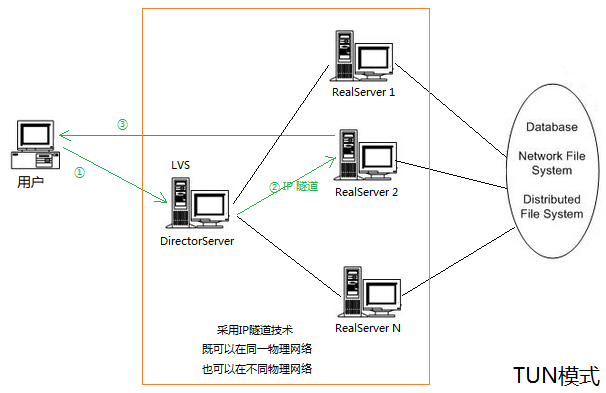 RealServer 1
③
Database
Network File
System
Distributed
File System
用户
①
LVS
② IP 隧道
RealServer 2
DirectorServer
RealServer N
采用IP隧道技术
既可以在同一物理网络
也可以在不同物理网络
TUN模式